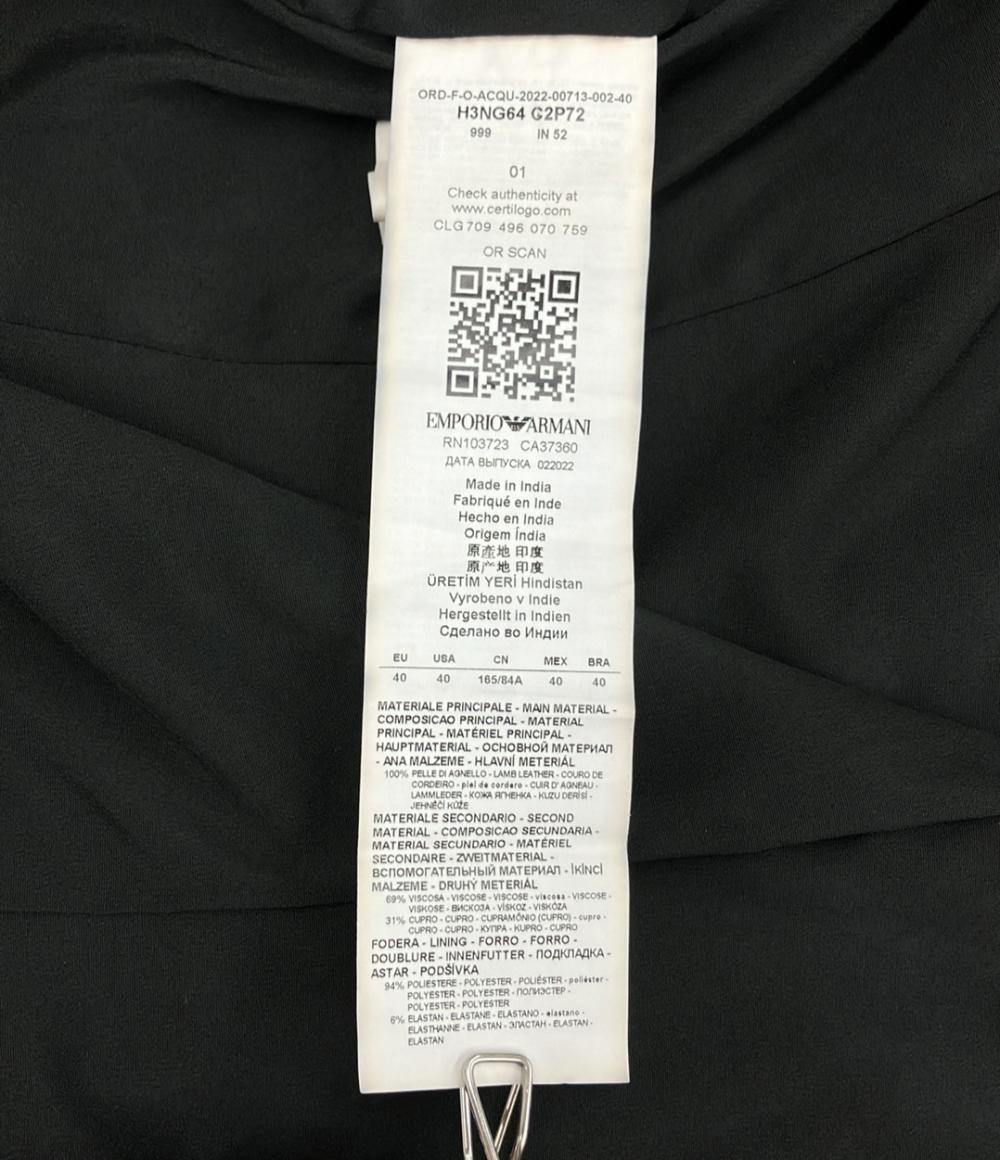 ORD-F-O-ACQU-2022-00713-002-40
H3NG64 C2P72
999 IN 52
01
Check authenticity at
www.certilogo.com
CLG 709 496 070 759
OR SCAN
EMPORIO ARMANI
RN103723 CA37360
ДАТА ВЫПУСКА 022022
Made in India
Fabriqué en Inde
Hecho en India
Origem Índia
原產地 印度
原产地 印度
ÜRETİM YERİ Hindistan
Vyrobeno v Indie
Hergestellt in Indien
Сделано во Индии
EU USA CN MEX BRA
40 40 165/84A 40 40
MATERIALE PRINCIPALE - MAIN MATERIAL -
COMPOSICAO PRINCIPAL - MATERIAL
PRINCIPAL - MATÉRIEL PRINCIPAL -
HAUPTMATERIAL - ОСНОВНОЙ МАТЕРИАЛ
- ANA MALZEME - HLAVNÍ METERIÁL
100% PELLE DI AGNELLO - LAMB LEATHER - COURO DE
CORDEIRO - piel de cordero - CUIR D'AGNEAU -
LAMMLEDER - КОЖА ЯГНЕНКА - KUZU DERİSİ -
JEHNĚČÍ KŮŽE
MATERIALE SECONDARIO - SECOND
MATERIAL - COMPOSICAO SECUNDARIA -
MATERIAL SECUNDARIO - MATÉRIEL
SECONDAIRE - ZWEITMATERIAL -
ВСПОМОГАТЕЛЬНЫЙ МАТЕРИАЛ - İKİNCİ
MALZEME - DRUHÝ METERIÁL
69% VISCOSA - VISCOSE - VISCOSE - viscosa - VISCOSE -
VISKOSE - ВИСКОЗА - VİSKOZ - VISKÓZA
31% CUPRO - CUPRO - CUPRAMÔNIO (CUPRO) - cupro -
CUPRO - CUPRO - КУПРА - KUPRO - CUPRO
FODERA - LINING - FORRO - FORRO -
DOUBLURE - INNENFUTTER - ПОДКЛАДКА -
ASTAR - PODŠÍVKA
94% POLIESTERE - POLYESTER - POLIÉSTER - poliéster -
POLYESTER - POLYESTER - ПОЛИЭСТЕР -
POLYESTER - POLYESTER
6% ELASTAN - ELASTANE - ELASTANO - elastano -
ELASTHANNE - ELASTAN - ЭЛАСТАН - ELASTAN -
ELASTAN